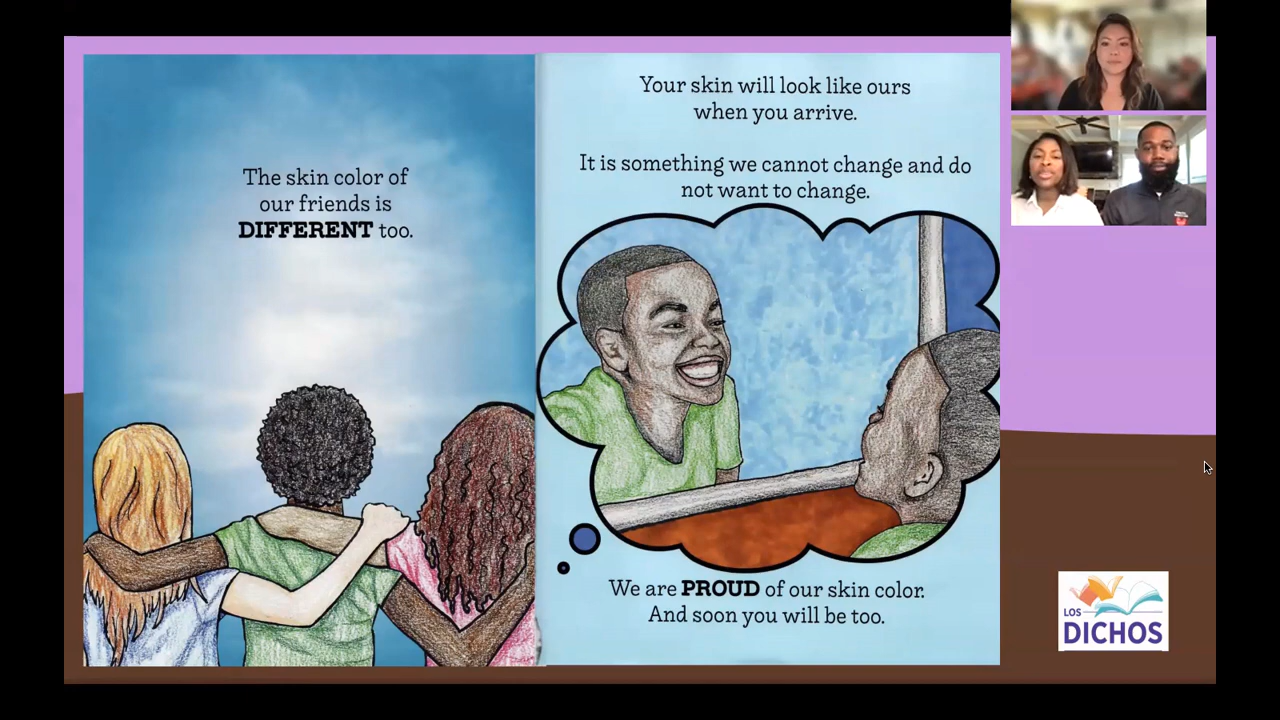 The skin color of
our friends is
DIFFERENT too.
Your skin will look like ours
when you arrive.
It is something we cannot change and do
not want to change.
We are PROUD of our skin color.
And soon you will be too.
LOS
DICHOS